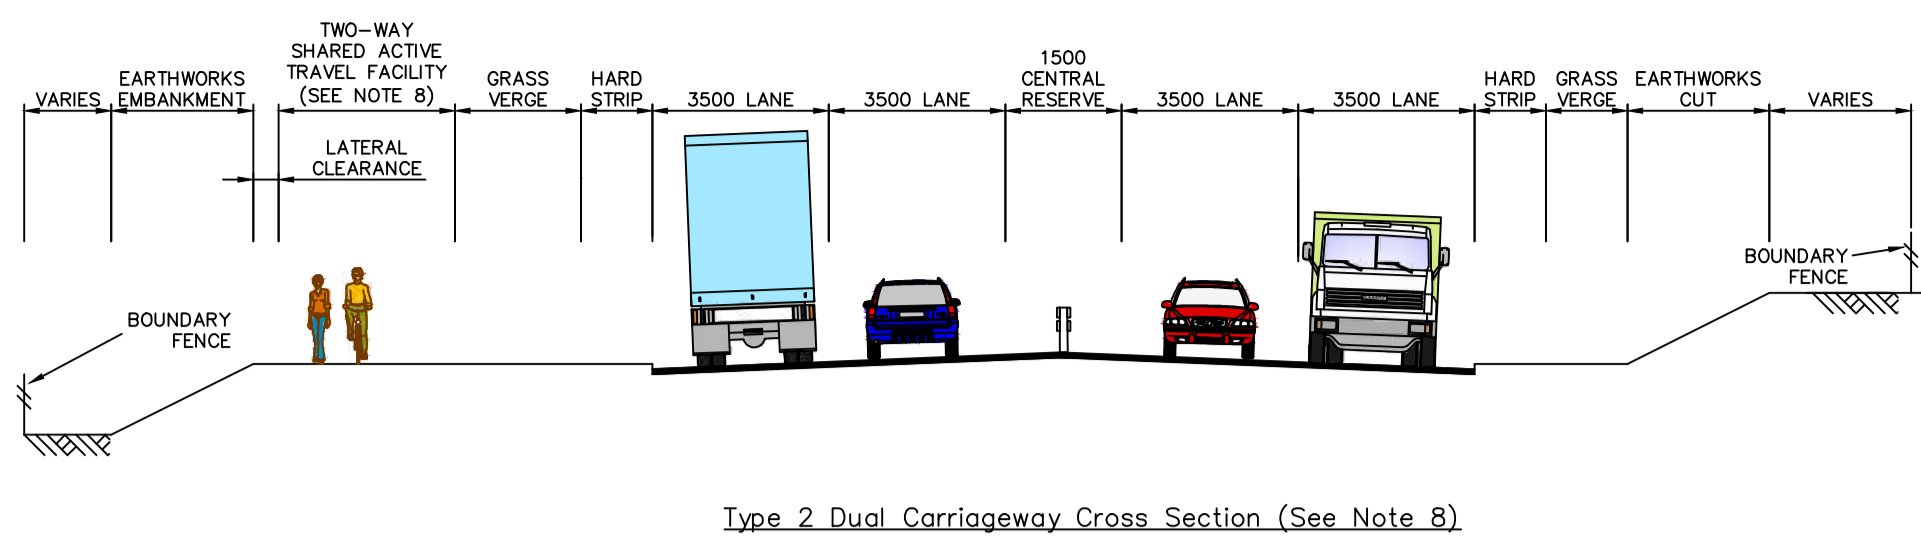 VARIES
EARTHWORKS
EMBANKMENT
TWO-WAY
SHARED ACTIVE
TRAVEL FACILITY
(SEE NOTE 8)
GRASS
VERGE
HARD
STRIP
3500 LANE
3500 LANE
1500
CENTRAL
RESERVE
3500 LANE
3500 LANE
HARD
STRIP
GRASS
VERGE
EARTHWORKS
CUT
VARIES
LATERAL
CLEARANCE
BOUNDARY
FENCE
BOUNDARY
FENCE
Type 2 Dual Carriageway Cross Section (See Note 8)